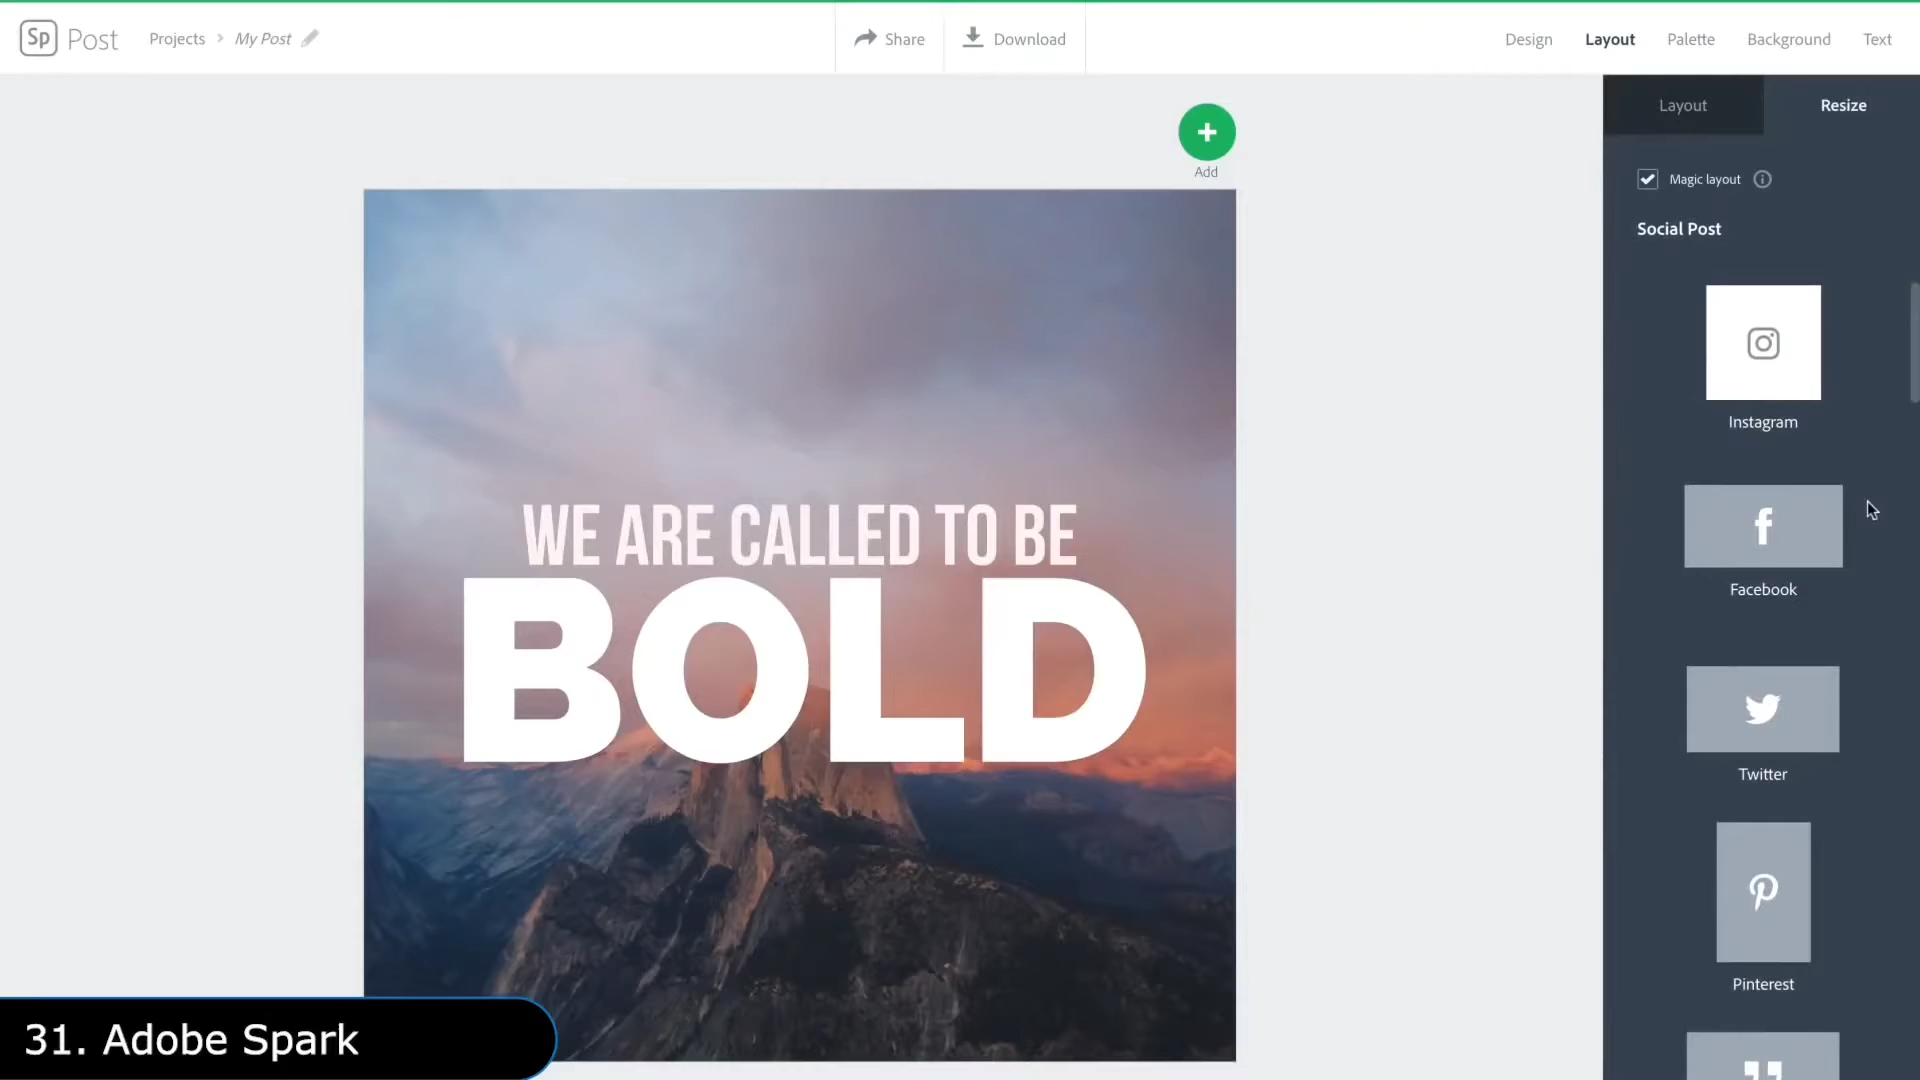 Sp Post
Projects > My Post
Share
Download
Design
Layout
Palette
Background
Text
Layout
Resize
Add
Magic layout
Social Post
Instagram
Facebook
Twitter
Pinterest
WE ARE CALLED TO BE
BOLD
31. Adobe Spark